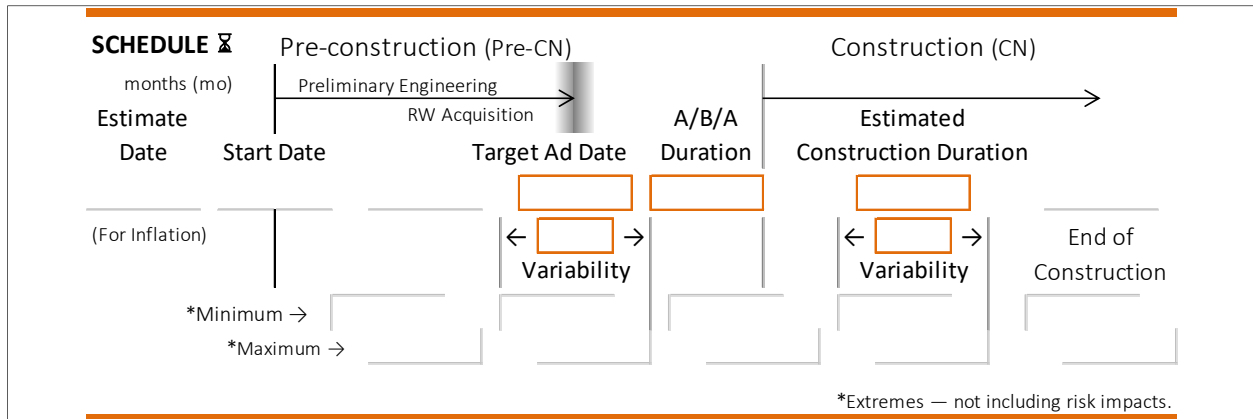 SCHEDULE ⌛ Pre-construction (Pre-CN) Construction (CN)
months (mo) Preliminary Engineering
RW Acquisition
Estimate Date
Start Date
Target Ad Date
A/B/A Duration
Estimated Construction Duration
(For Inflation)
← →
Variability
← →
Variability
End of Construction
*Minimum →
*Maximum →
*Extremes — not including risk impacts.